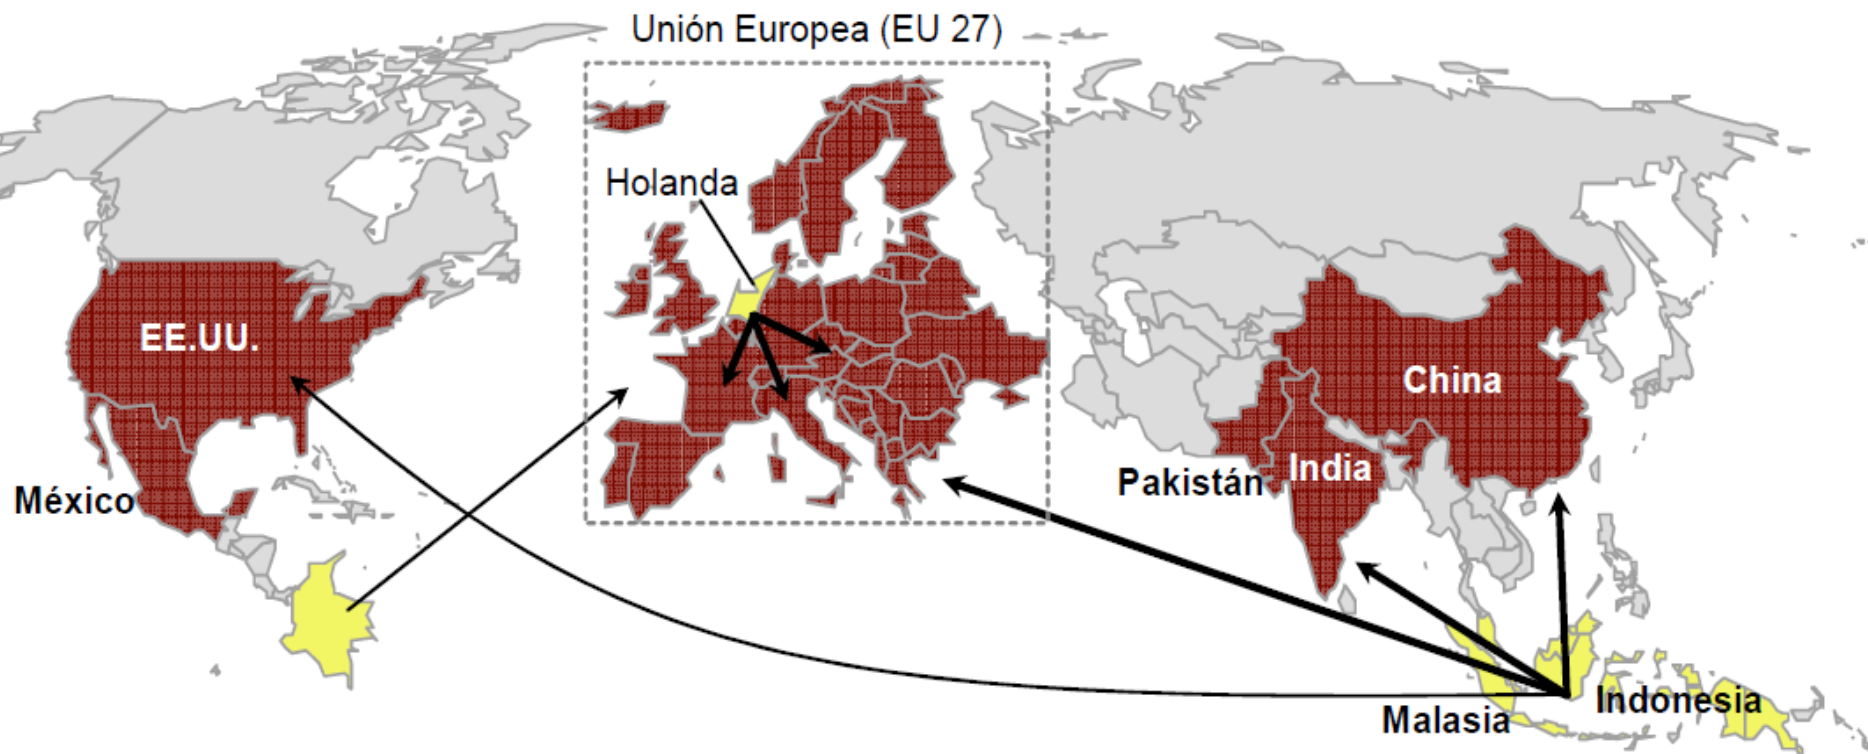 Unión Europea (EU 27)
Holanda
EE.UU.
China
India
Pakistán
México
Indonesia
Malasia